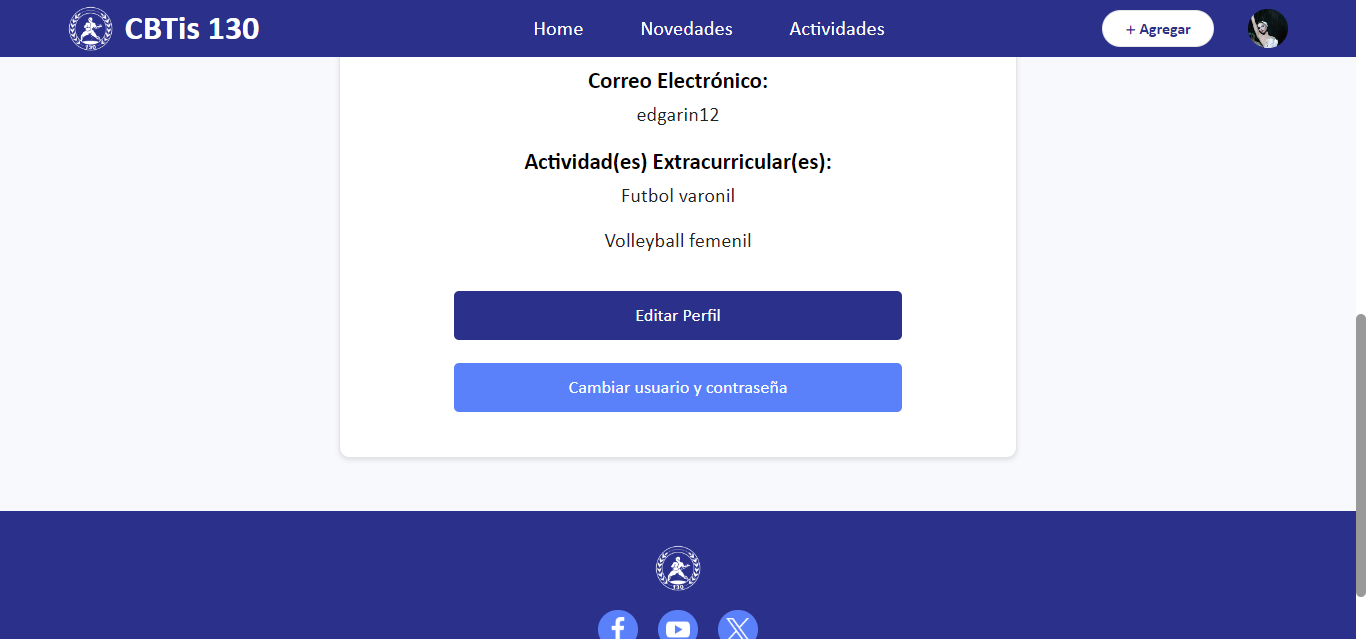 CBTis 130
Home
Novedades
Actividades
+ Agregar
Correo Electrónico:
edgarin12
Actividad(es) Extracurricular(es):
Futbol varonil
Volleyball femenil
Editar Perfil
Cambiar usuario y contraseña
130